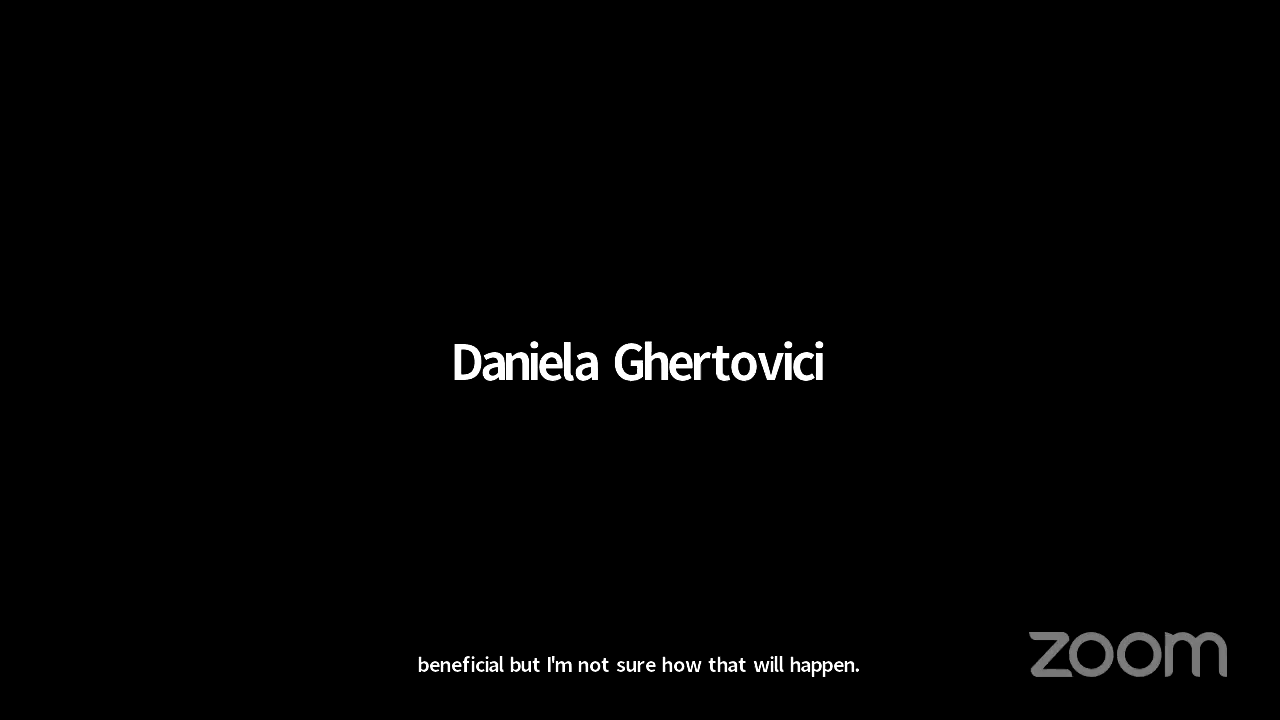 Daniela Ghertovici
beneficial but I'm not sure how that will happen.
zoom